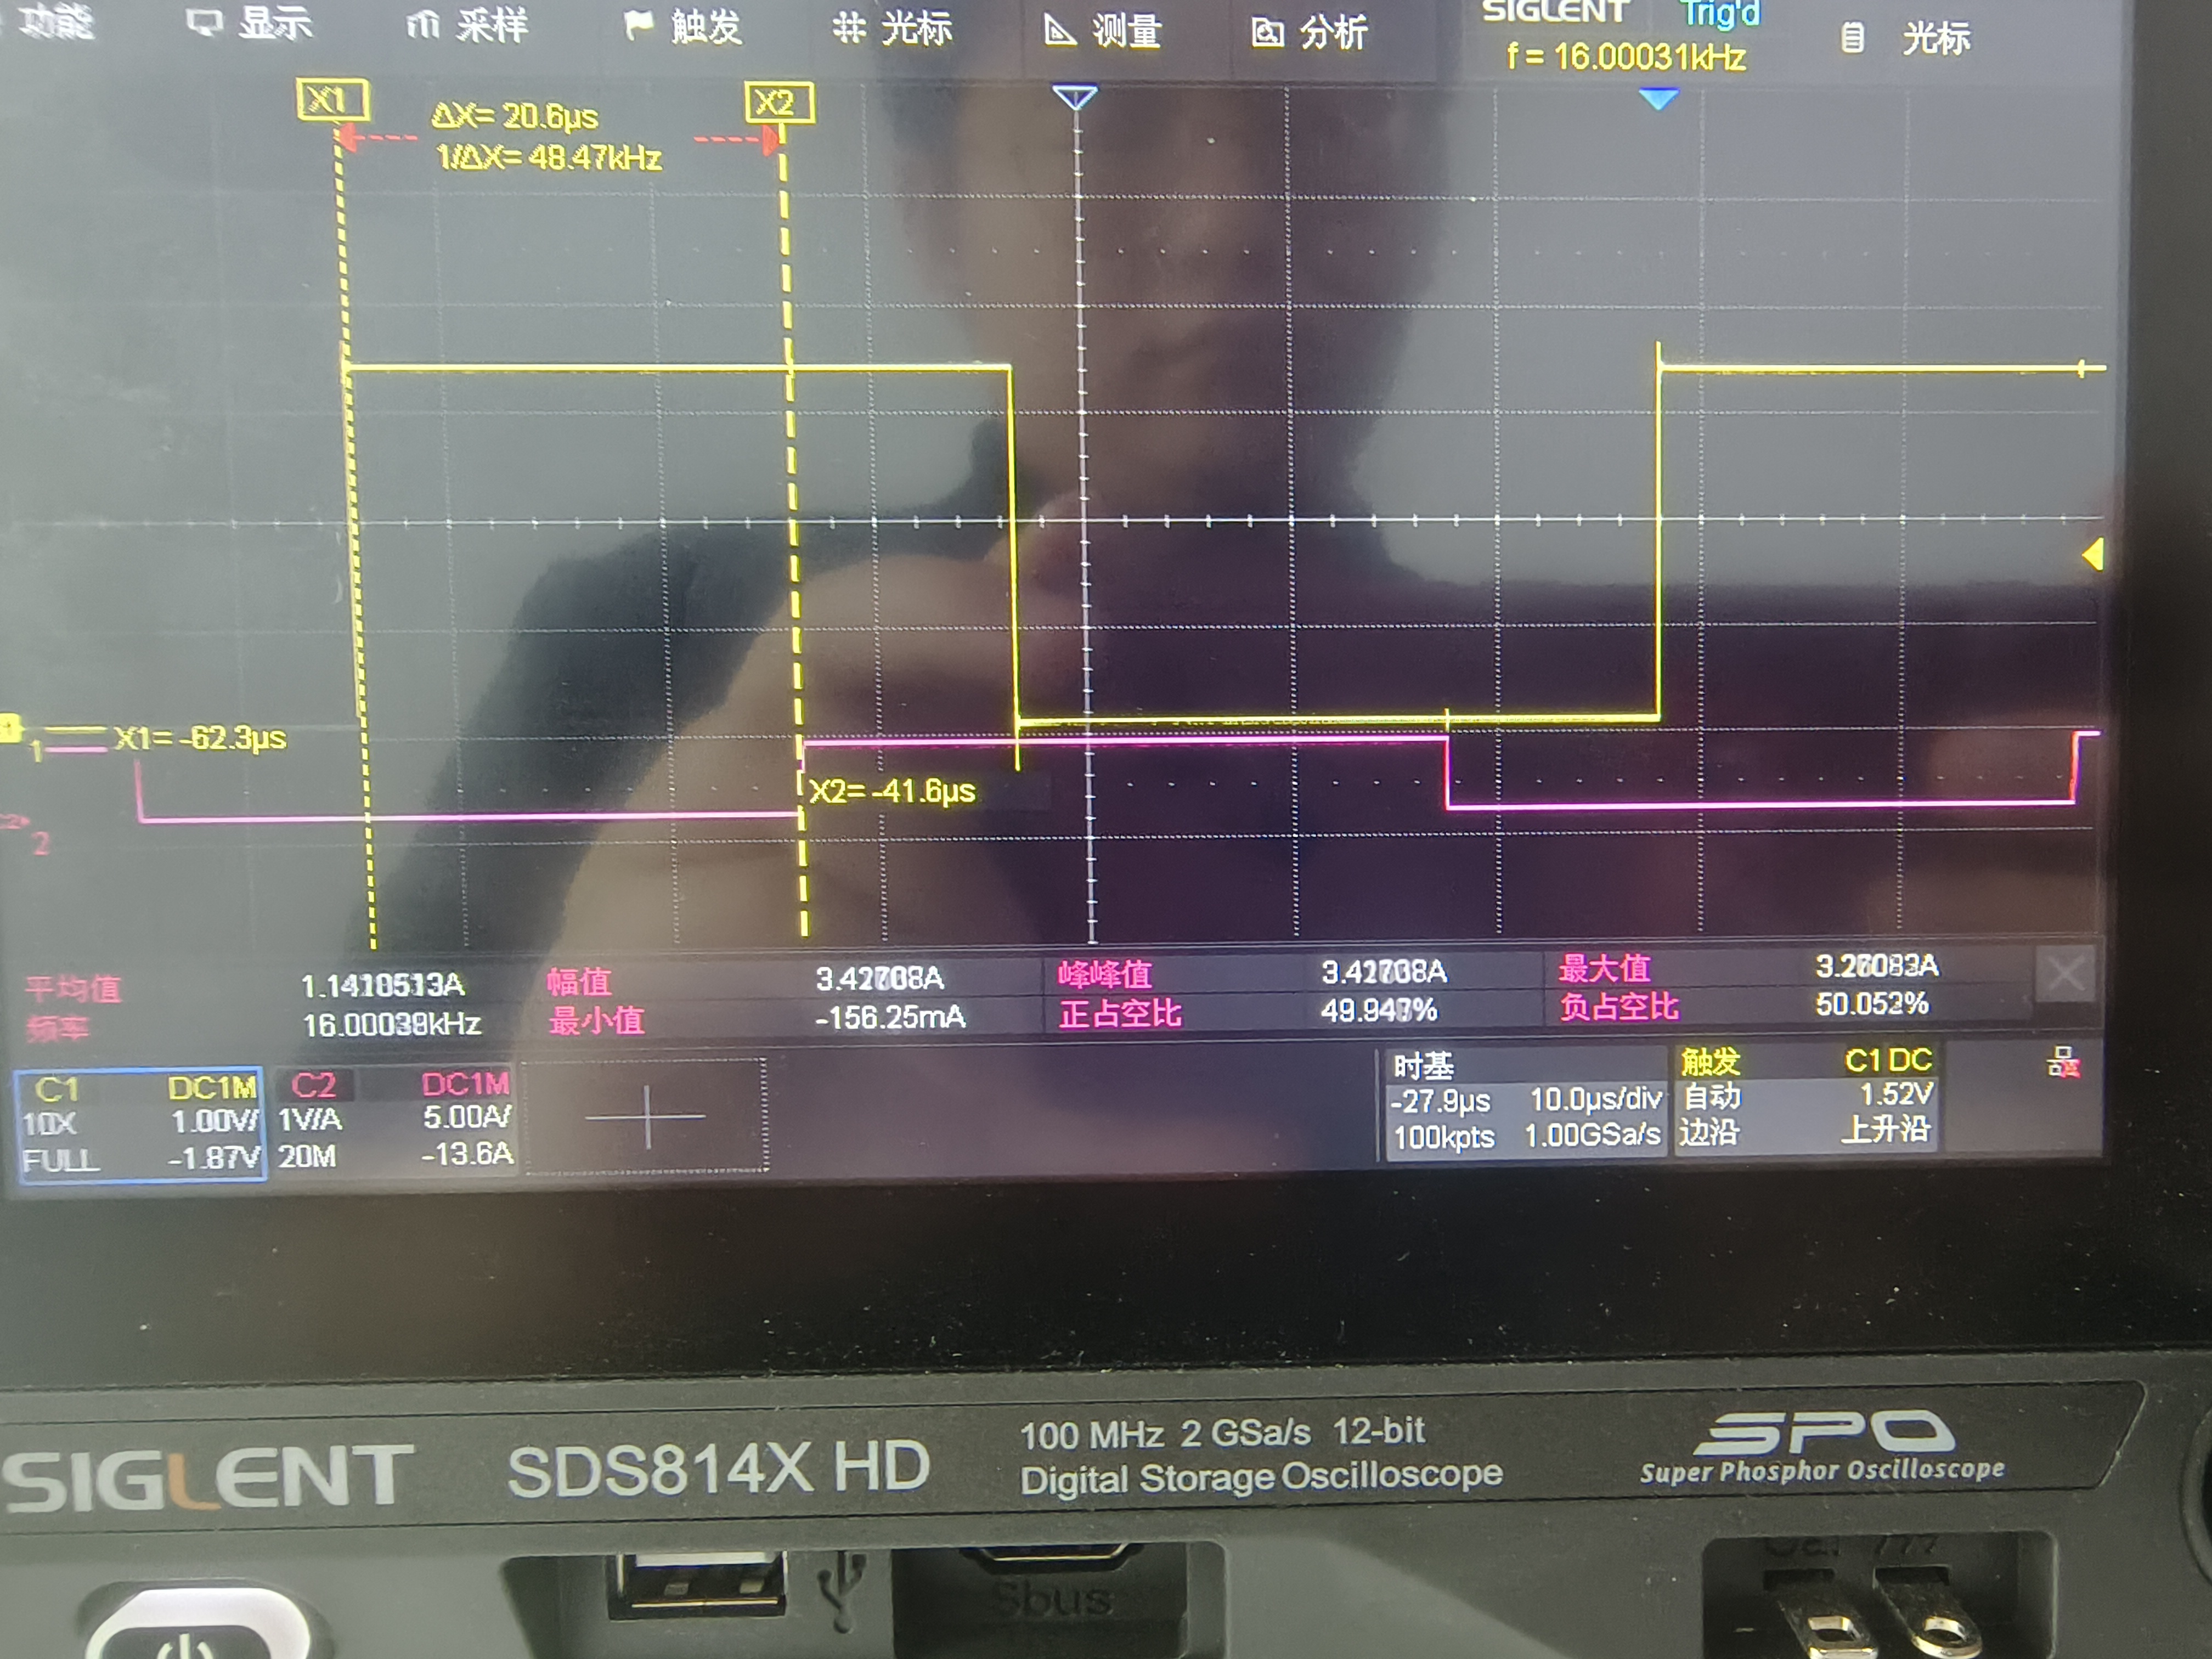 功能 显示 采样 触发 光标 测量 分析 SIGLENT Trig'd 光标
f = 16.00031kHz
X1 X2
ΔX= 20.6µs
1/ΔX= 48.47kHz
1 X1= -62.3µs
X2= -41.6µs
2
平均值 幅值 峰峰值 最大值
频率 16.00038kHz 最小值 -156.25mA 正占空比 负占空比 50.052%
C1 DC1M C2 DC1M 时基 触发 C1 DC
10X 1.00V/ 1V/A 5.00A/ -27.9µs 10.0µs/div 自动 1.52V
FULL -1.87V 20M -13.6A 100kpts 1.00GSa/s 边沿 上升沿
SIGLENT SDS814X HD 100 MHz 2 GSa/s 12-bit SPO
Digital Storage Oscilloscope Super Phosphor Oscilloscope
Sbus